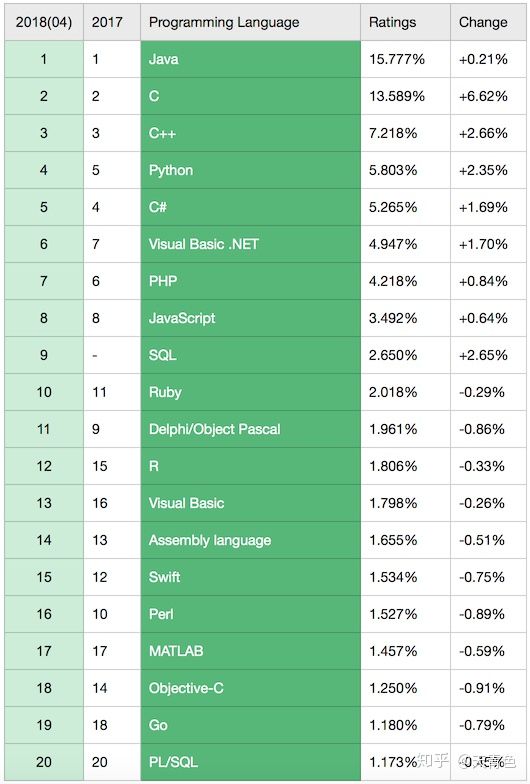 2018(04) 2017 Programming Language Ratings Change
1 1 Java 15.777% +0.21%
2 2 C 13.589% +6.62%
3 3 C++ 7.218% +2.66%
4 5 Python 5.803% +2.35%
5 4 C# 5.265% +1.69%
6 7 Visual Basic .NET 4.947% +1.70%
7 6 PHP 4.218% +0.84%
8 8 JavaScript 3.492% +0.64%
9 - SQL 2.650% +2.65%
10 11 Ruby 2.018% -0.29%
11 9 Delphi/Object Pascal 1.961% -0.86%
12 15 R 1.806% -0.33%
13 16 Visual Basic 1.798% -0.26%
14 13 Assembly language 1.655% -0.51%
15 12 Swift 1.534% -0.75%
16 10 Perl 1.527% -0.89%
17 17 MATLAB 1.457% -0.59%
18 14 Objective-C 1.250% -0.91%
19 18 Go 1.180% -0.79%
20 20 PL/SQL 1.173%
知乎